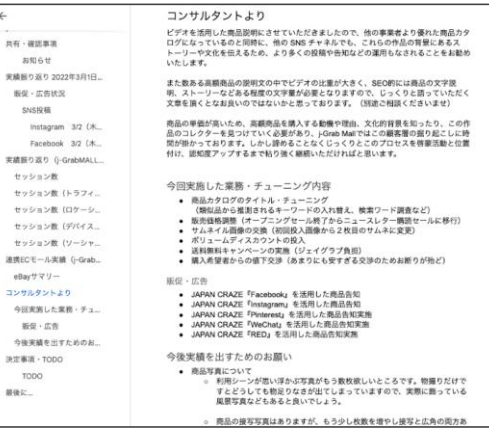 共有・確認事項
お知らせ
実績振り返り 2022年3月1日...
販促・広告状況
SNS投稿
Instagram 3/2（木...
Facebook 3/2（木...
実績振り返り（j-GrabMALL...
セッション数
セッション数（トラフィ...
セッション数（ロケーシ...
セッション数（デバイス...
セッション数（ソーシャ...
連携ECモール実績（j-Grab...
eBayサマリー
コンサルタントより
今回実施した業務・チュ...
販促・広告
今後実績を出すためのお...
決定事項・TODO
TODO
最後に...
コンサルタントより
ビデオを活用した商品説明にさせていただきましたので、他の事業者より優れた商品カタ
ログになっているのと同時に、他の SNS チャネルでも、これらの作品の背景にあるス
トーリーや文化を伝えるため、より多くの投稿や告知などの運用もなされることをお勧め
いたします。
また数ある高額商品の説明文の中でビデオの比重が大きく、SEO的には商品の文字説
明、ストーリーなどある程度の文字量が必要となりますので、じっくりと語っていただく
文章を頂くとなお良いのではないかと思っております。（別途ご相談くださいませ）
商品の単価が高いため、高額商品を購入する動機や理由、文化的背景を知ったり、この作
品のコレクターを見つけていく必要があり、j-Grab Mallではこの顧客層の掘り起こしに時
間が掛かっております。しかし諦めることなくじっくりとこのプロセスを啓蒙活動と位置
付け、認知度アップするまで粘り強く継続いただければと思います。
今回実施した業務・チューニング内容
● 商品カタログのタイトル・チューニング
（類似品から推測されるキーワードの入れ替え、検索ワード調査など）
● 販売価格調整（オープニングセール終了からニュースレター購読セールに移行）
● サムネイル画像の交換（初回投入画像から２枚目のサムに変更）
● ボリュームディスカウントの投入
● 送料無料キャンペーンの実施（ジェイグラブ負担）
● 購入希望者からの値下交渉（あまりにも安すぎる交渉のためお断りが殆ど）
販促・広告
● JAPAN CRAZE『Facebook』を活用した商品告知
● JAPAN CRAZE『Instagram』を活用した商品告知
● JAPAN CRAZE『Pinterest』を活用した商品告知実施
● JAPAN CRAZE『WeChat』を活用した商品告知実施
● JAPAN CRAZE『RED』を活用した商品告知実施
今後実績を出すためのお願い
● 商品写真について
○ 利用シーンが思い浮かぶ写真がもう数枚欲しいところです。物撮りだけで
すとどうしても物足りなさが出てしまっていますので、実際に飾っている
風景写真などもあると良いでしょう。
○ 商品の接写写真はありますが、もう少し枚数を増やし接写と広角の両方あ